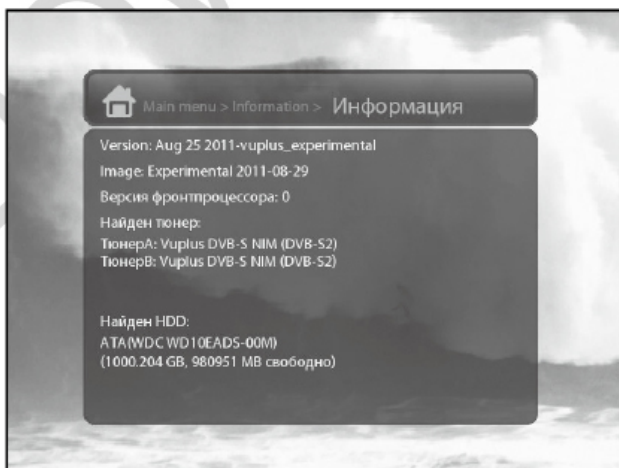 Main menu > Information > Информация
Version: Aug 25 2011-vuplus_experimental
Image: Experimental 2011-08-29
Версия фронтпроцессора: 0
Найден тюнер:
ТюнерA: Vuplus DVB-S NIM (DVB-S2)
ТюнерB: Vuplus DVB-S NIM (DVB-S2)
Найден HDD:
ATA(WDC WD10EADS-00M)
(1000.204 GB, 980951 MB свободно)